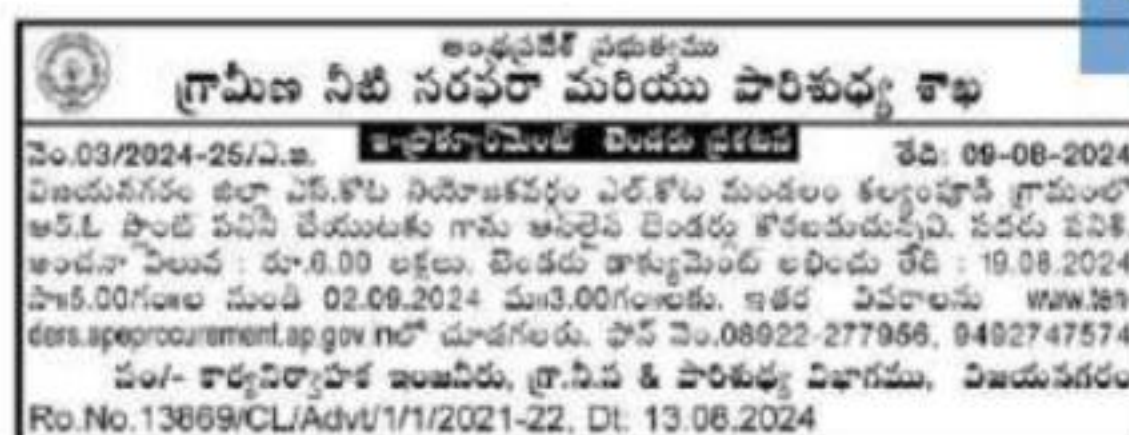 ఆంధ్రప్రదేశ్ ప్రభుత్వము
గ్రామీణ నీటి సరఫరా మరియు పారిశుధ్య శాఖ
ఇ-ప్రొక్యూర్‌మెంట్ టెండరు ప్రకటన
నెం.03/2024-25/ఎ.ఇ. తేది: 09-08-2024
విజయనగరం జిల్లా ఎస్.కోట నియోజకవర్గం ఎల్.కోట మండలం కల్యంపూడి గ్రామంలో
ఆర్.ఓ ప్లాంట్ పనిని చేయుటకు గాను ఆన్‌లైన టెండర్లు కోరబడుచున్నవి. సదరు పనికి
అంచనా విలువ : రూ.6.00 లక్షలు. టెండరు డాక్యుమెంట్ లభించు తేది : 19.08.2024
సా॥5.00గం॥ల నుండి 02.09.2024 మ॥3.00గం॥లకు. ఇతర వివరాలను www.ten-
ders.apeprocurement.ap.gov.inలో చూడగలరు. ఫోన్ నెం.08922-277956, 9492747574
సం/- కార్యనిర్వాహక ఇంజనీరు, గ్రా.నీ.స & పారిశుధ్య విభాగము, విజయనగరం
Ro.No.13869/CL/Advt/1/1/2021-22, Dt: 13.08.2024